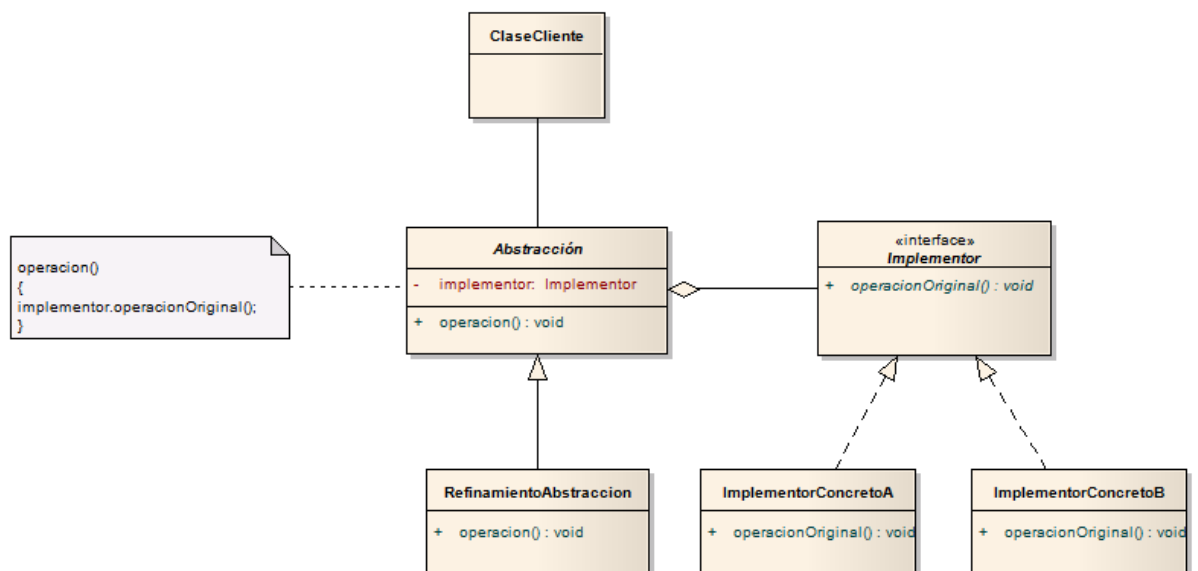 ClaseCliente
operacion()
{
implementor.operacionOriginal();
}
Abstracción
- implementor: Implementor
+ operacion() : void
«interface»
Implementor
+ operacionOriginal() : void
RefinamientoAbstraccion
+ operacion() : void
ImplementorConcretoA
+ operacionOriginal() : void
ImplementorConcretoB
+ operacionOriginal() : void